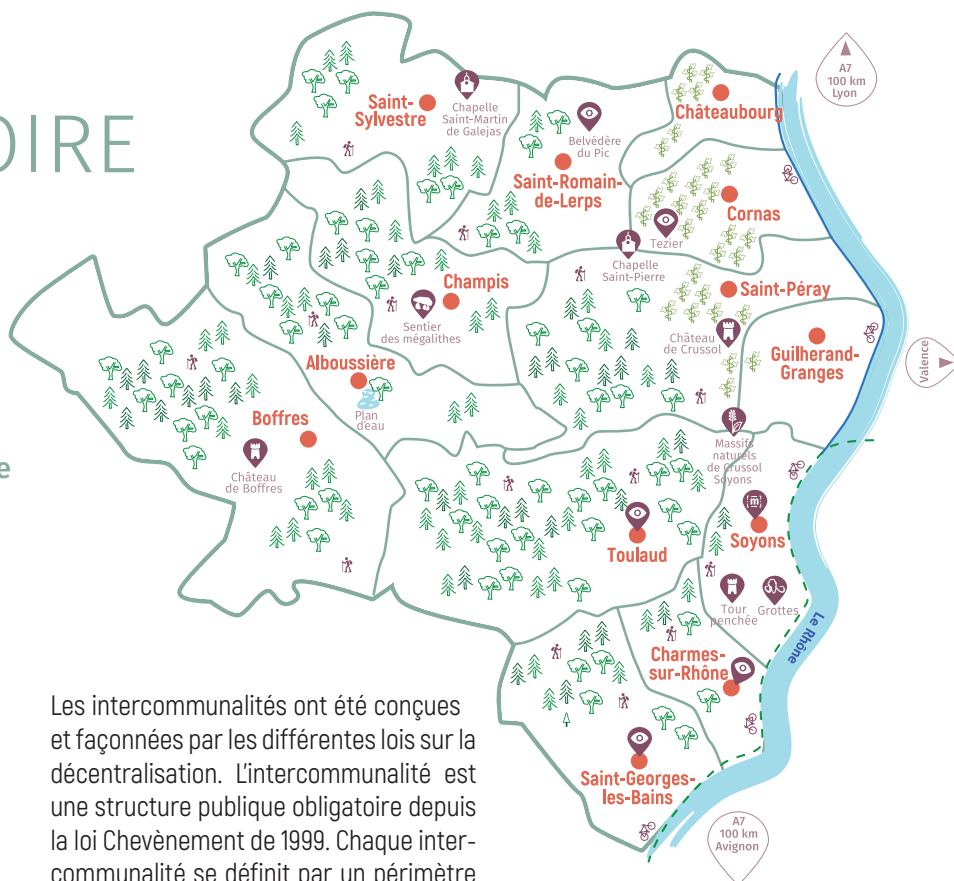 OIRE
A7
100 km
Lyon
Saint-
Sylvestre
Chapelle
Saint-Martin
de Galejas
Belvédère
du Pic
Châteaubourg
Saint-Romain-
de-Lerps
Cornas
Tezier
Chapelle
Saint-Pierre
Champis
Sentier
des mégalithes
Saint-Péray
Château
de Crussol
Guilherand-
Granges
Valence
Alboussière
Plan
d'eau
Boffres
Château
de Boffres
e
Massifs
naturels
de Crussol
Soyons
m
Toulaud
Soyons
Tour
penchée
Grottes
Le Rhône
Charmes-
sur-Rhône
Saint-Georges-
les-Bains
A7
100 km
Avignon
Les intercommunalités ont été conçues
et façonnées par les différentes lois sur la
décentralisation. L'intercommunalité est
une structure publique obligatoire depuis
la loi Chevènement de 1999. Chaque inter-
communalité se définit par un périmètre